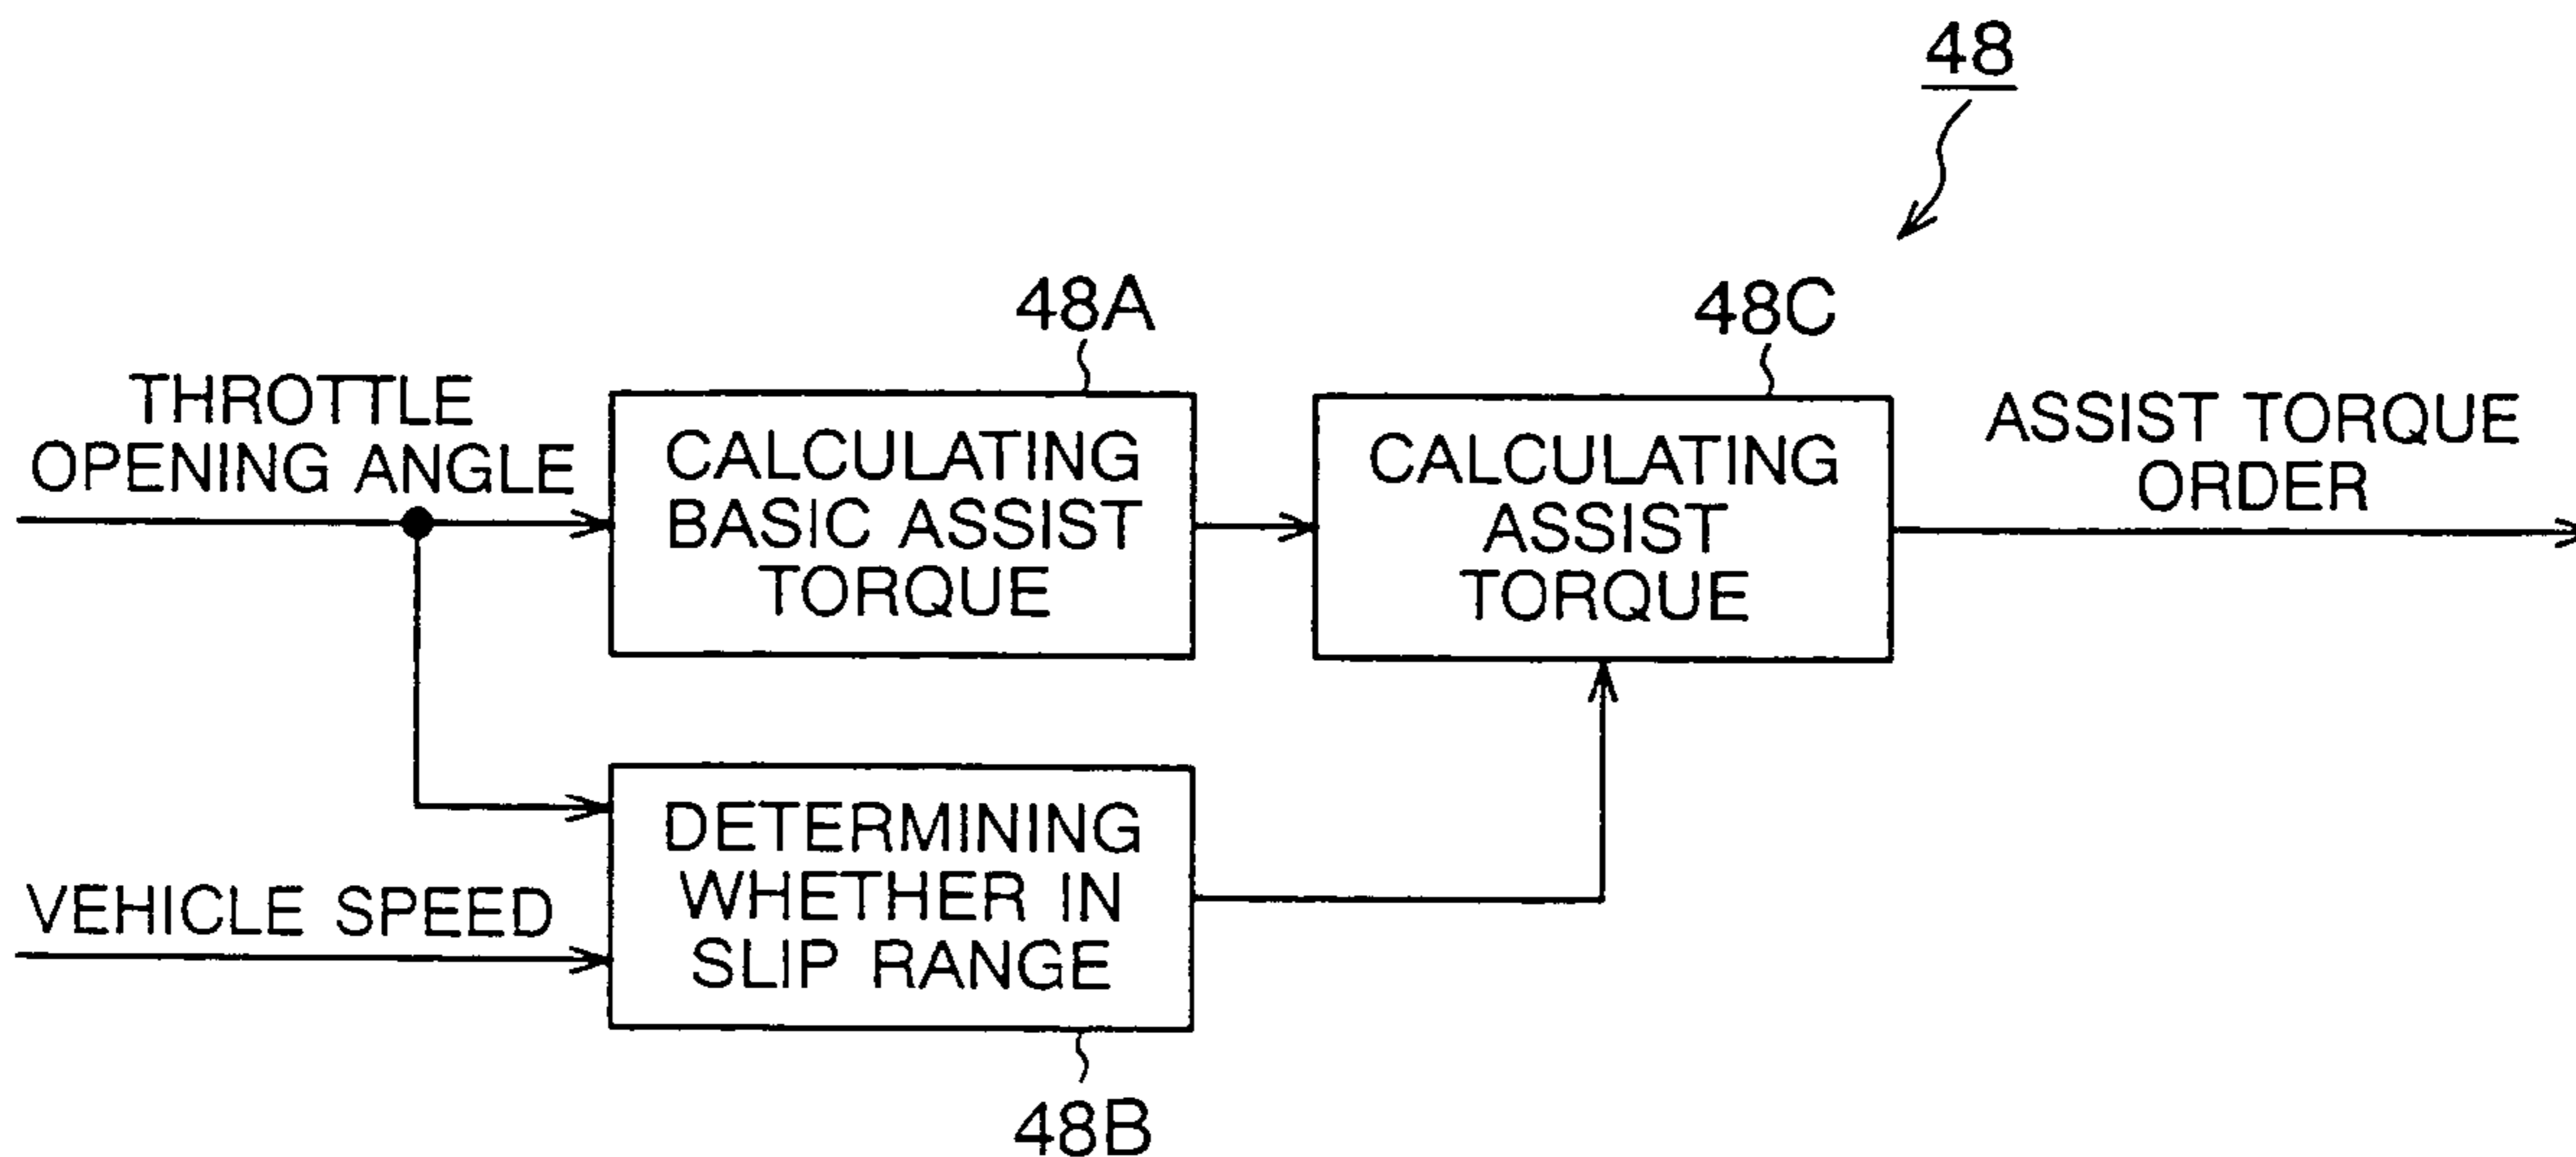 48
48A
48C
THROTTLE
OPENING ANGLE
CALCULATING
BASIC ASSIST
TORQUE
CALCULATING
ASSIST
TORQUE
ASSIST TORQUE
ORDER
VEHICLE SPEED
DETERMINING
WHETHER IN
SLIP RANGE
48B